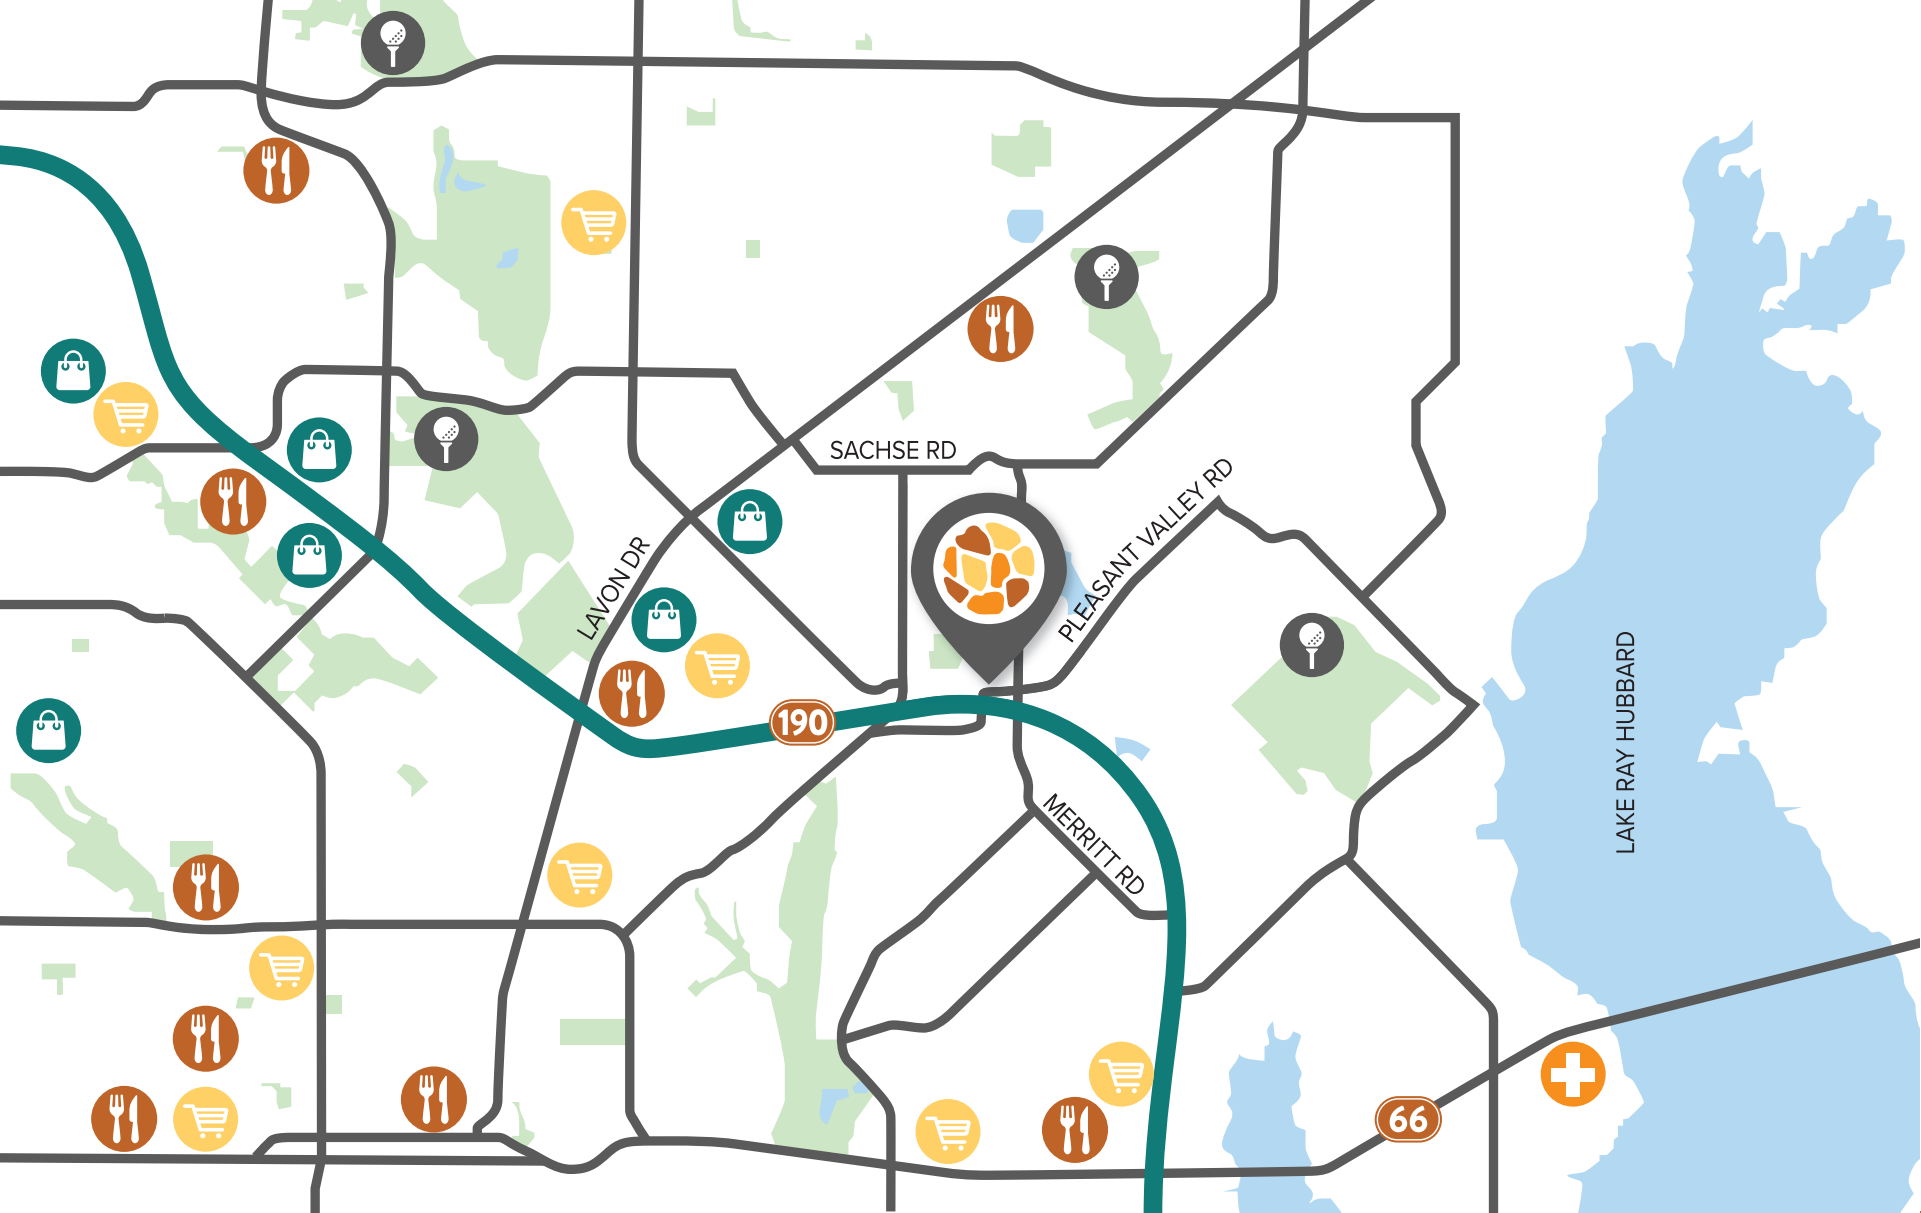 SACHSE RD
PLEASANT VALLEY RD
LAVON DR
LAKE RAY HUBBARD
190
MERRITT RD
66